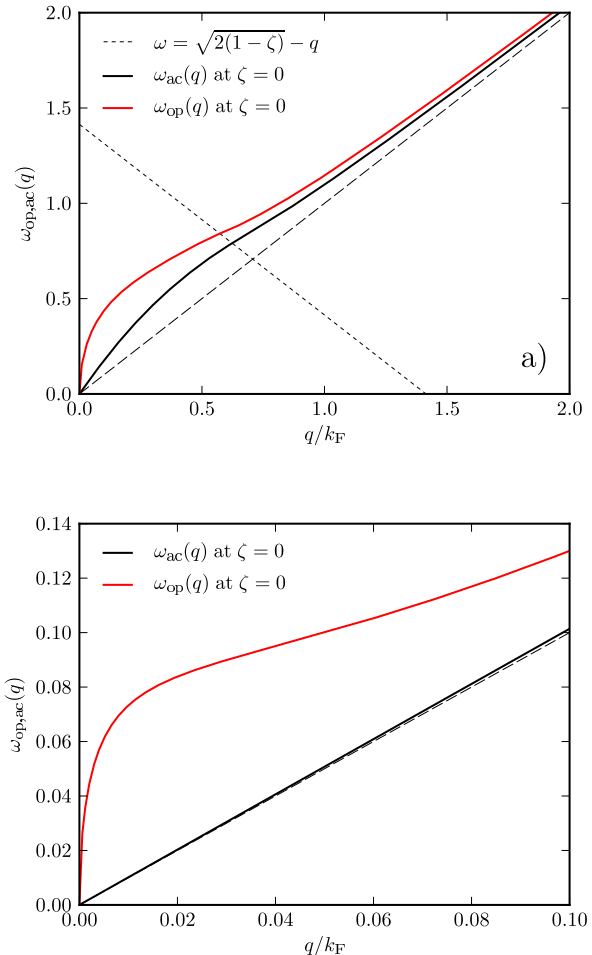 2.0
1.5
1.0
0.5
0.0
ω_op,ac(q)
ω = √2(1 − ζ) − q
ω_ac(q) at ζ = 0
ω_op(q) at ζ = 0
a)
0.0 0.5 1.0 1.5 2.0
q/k_F
0.14
0.12
0.10
0.08
0.06
0.04
0.02
0.00
ω_op,ac(q)
ω_ac(q) at ζ = 0
ω_op(q) at ζ = 0
0.00 0.02 0.04 0.06 0.08 0.10
q/k_F